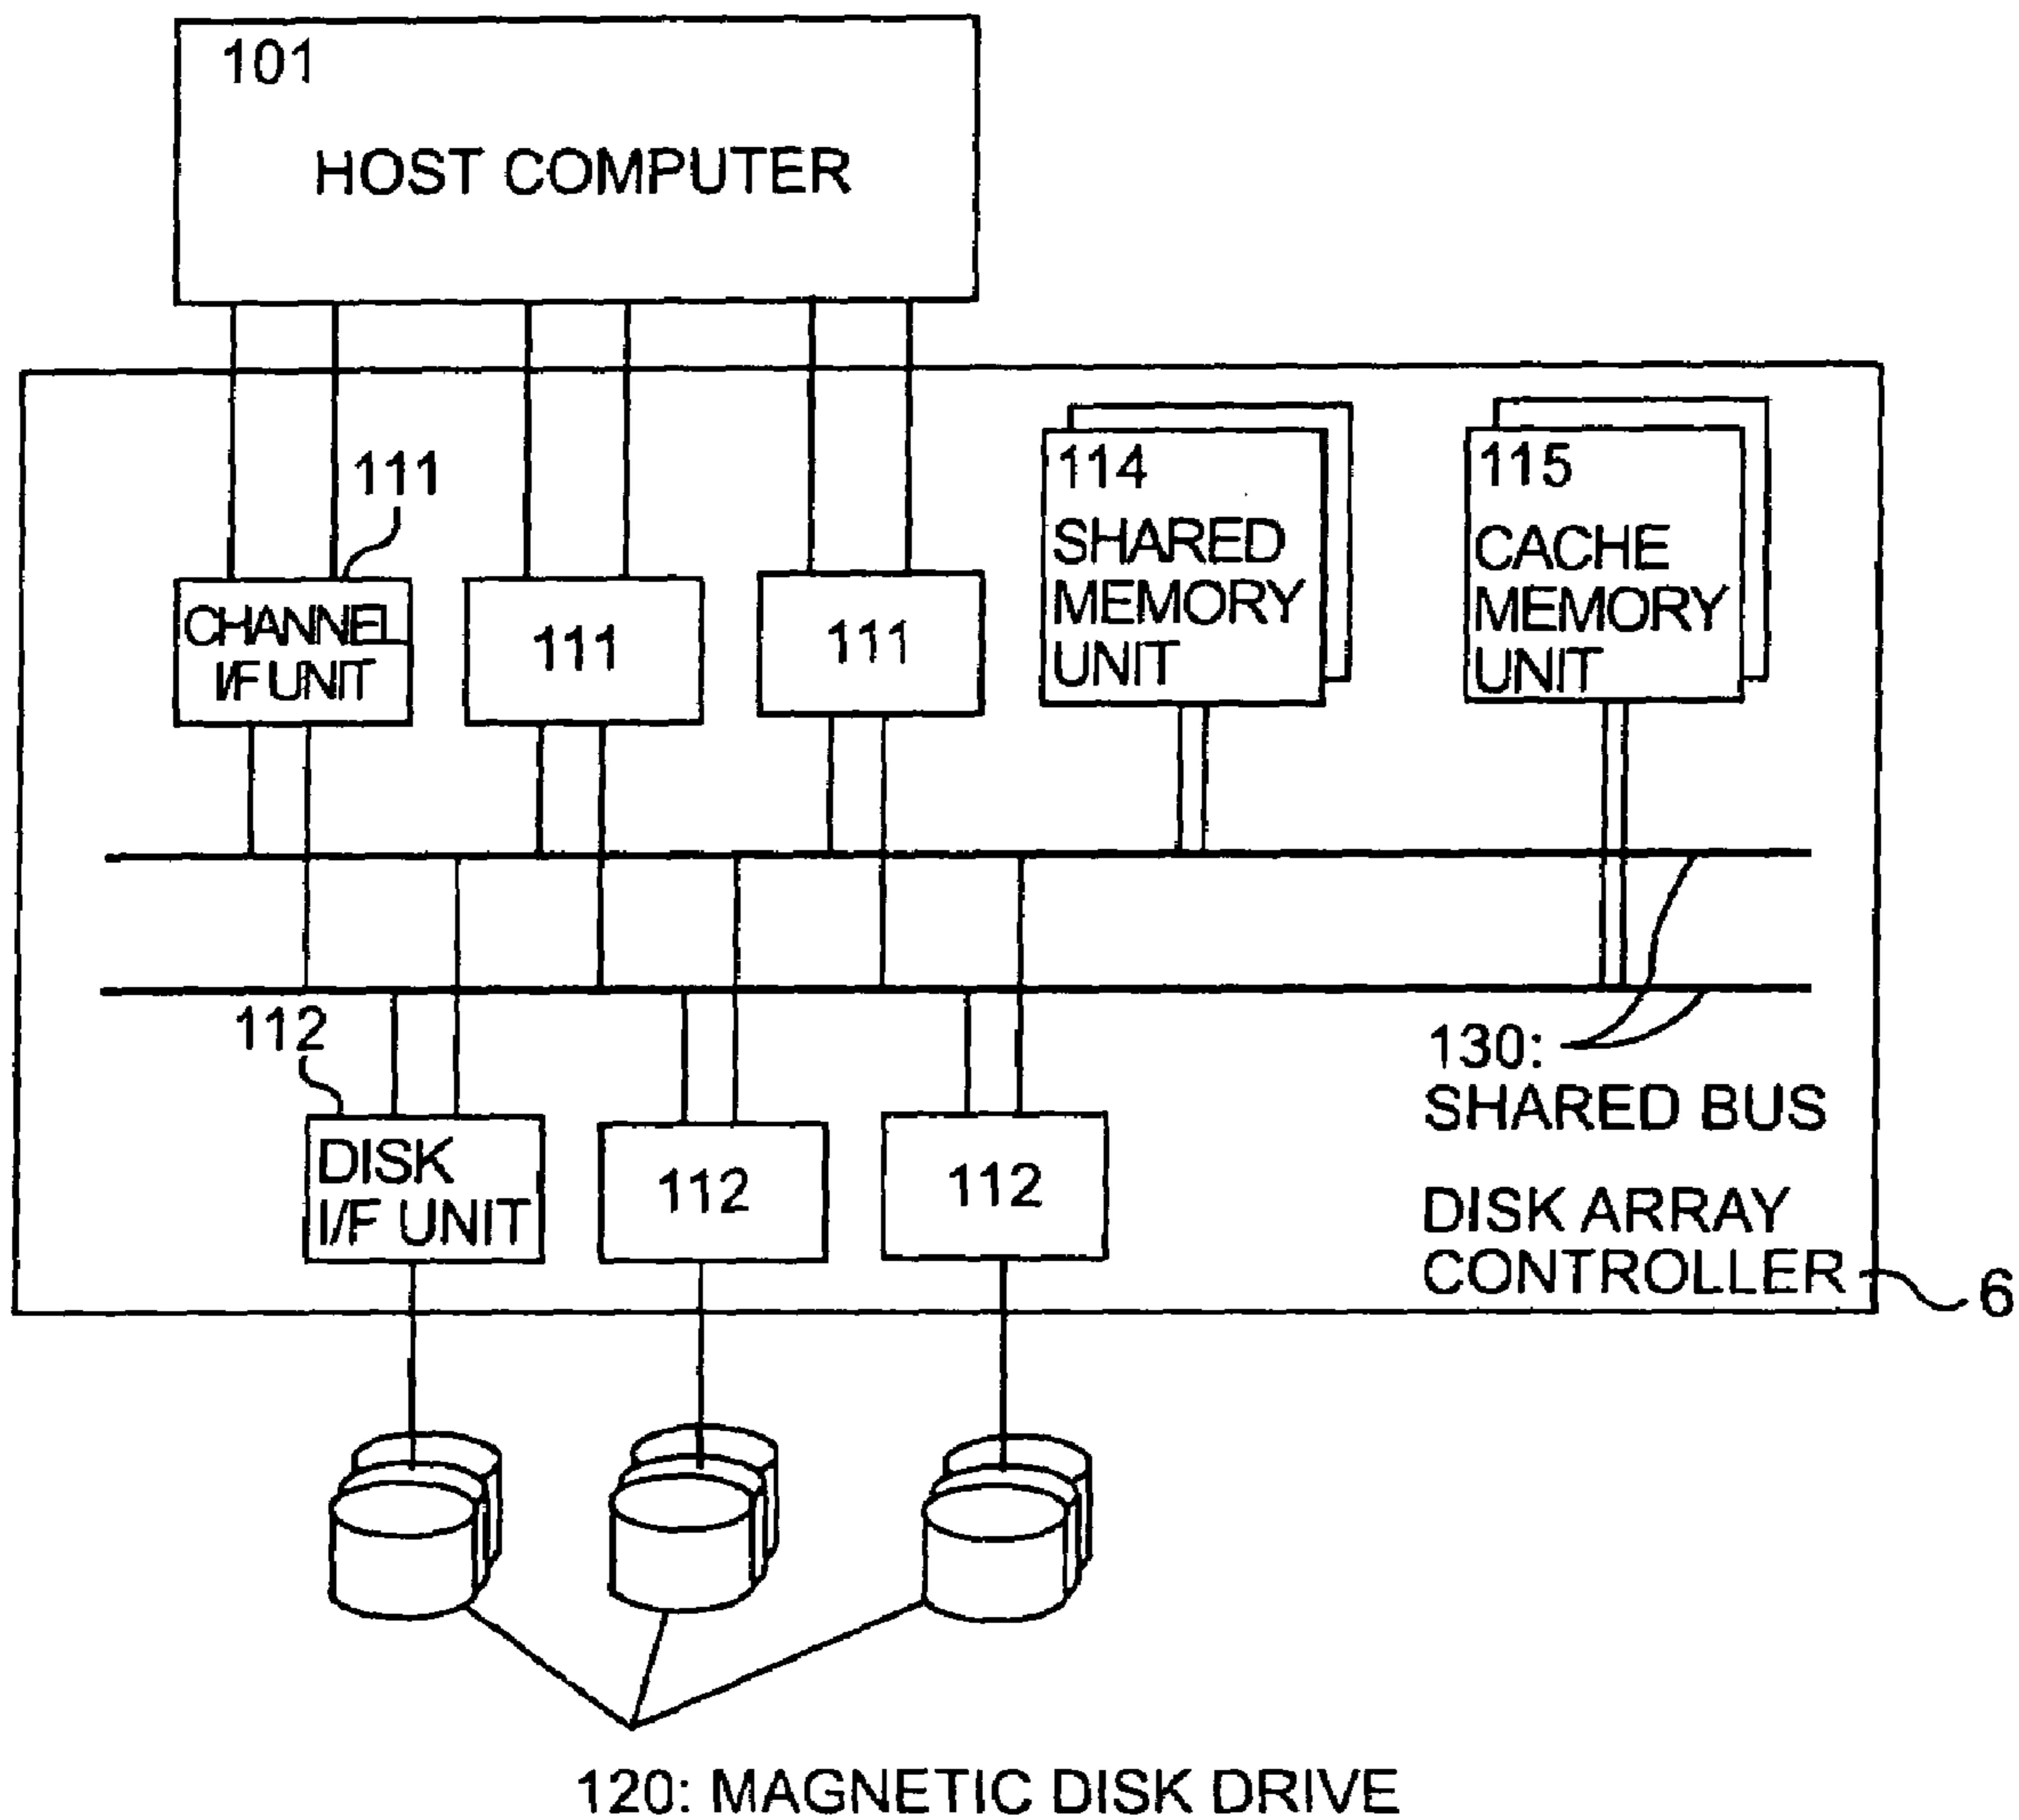 101
HOST COMPUTER
111
114
SHARED
MEMORY
UNIT
115
CACHE
MEMORY
UNIT
CHANNEL
I/F UNIT
111
111
112
130:
SHARED BUS
DISK
I/F UNIT
112
112
DISK ARRAY
CONTROLLER
6
120: MAGNETIC DISK DRIVE